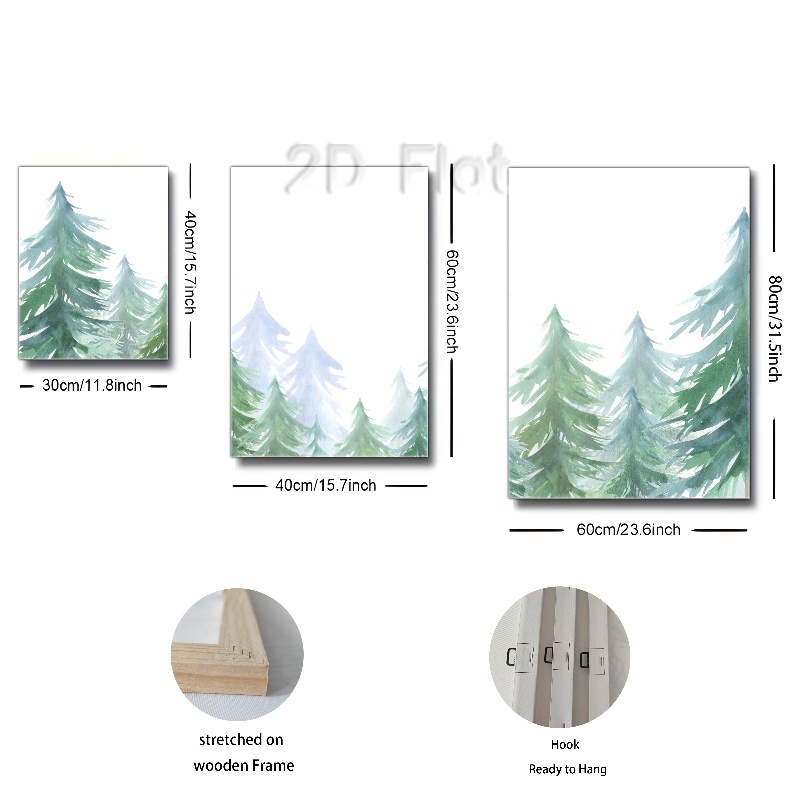 2D Flat
40cm/15.7inch
30cm/11.8inch
60cm/23.6inch
40cm/15.7inch
80cm/31.5inch
60cm/23.6inch
stretched on
wooden Frame
Hook
Ready to Hang